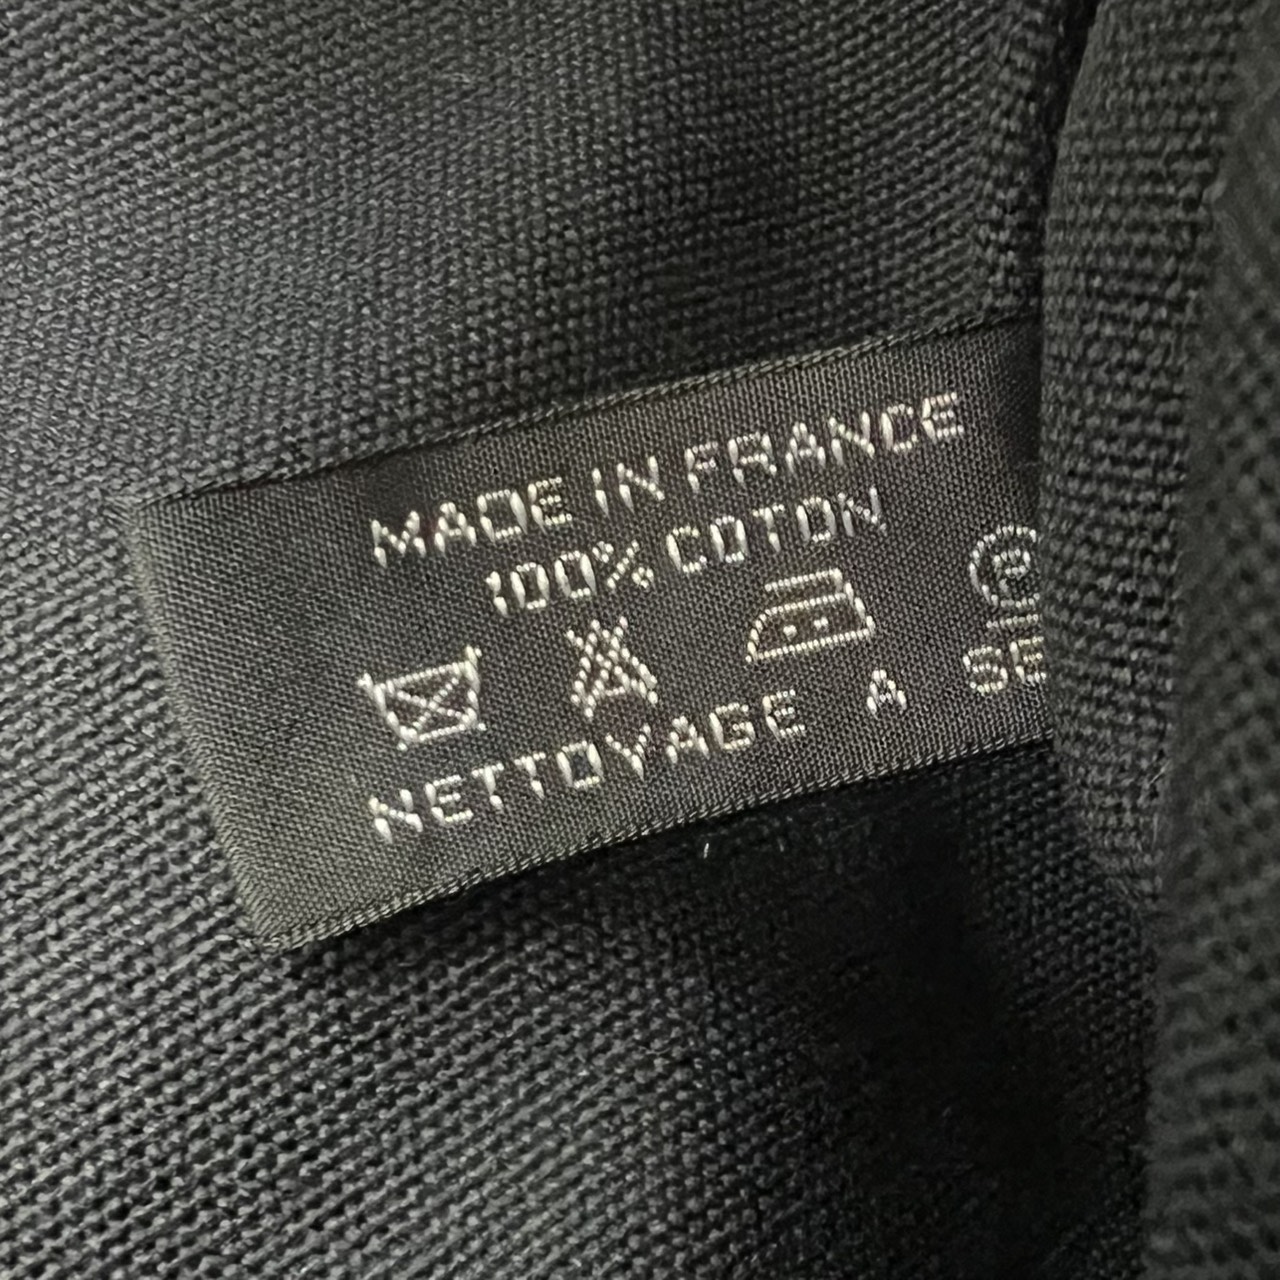 MADE IN FRANCE
100% COTON
P
NETTOYAGE A SE